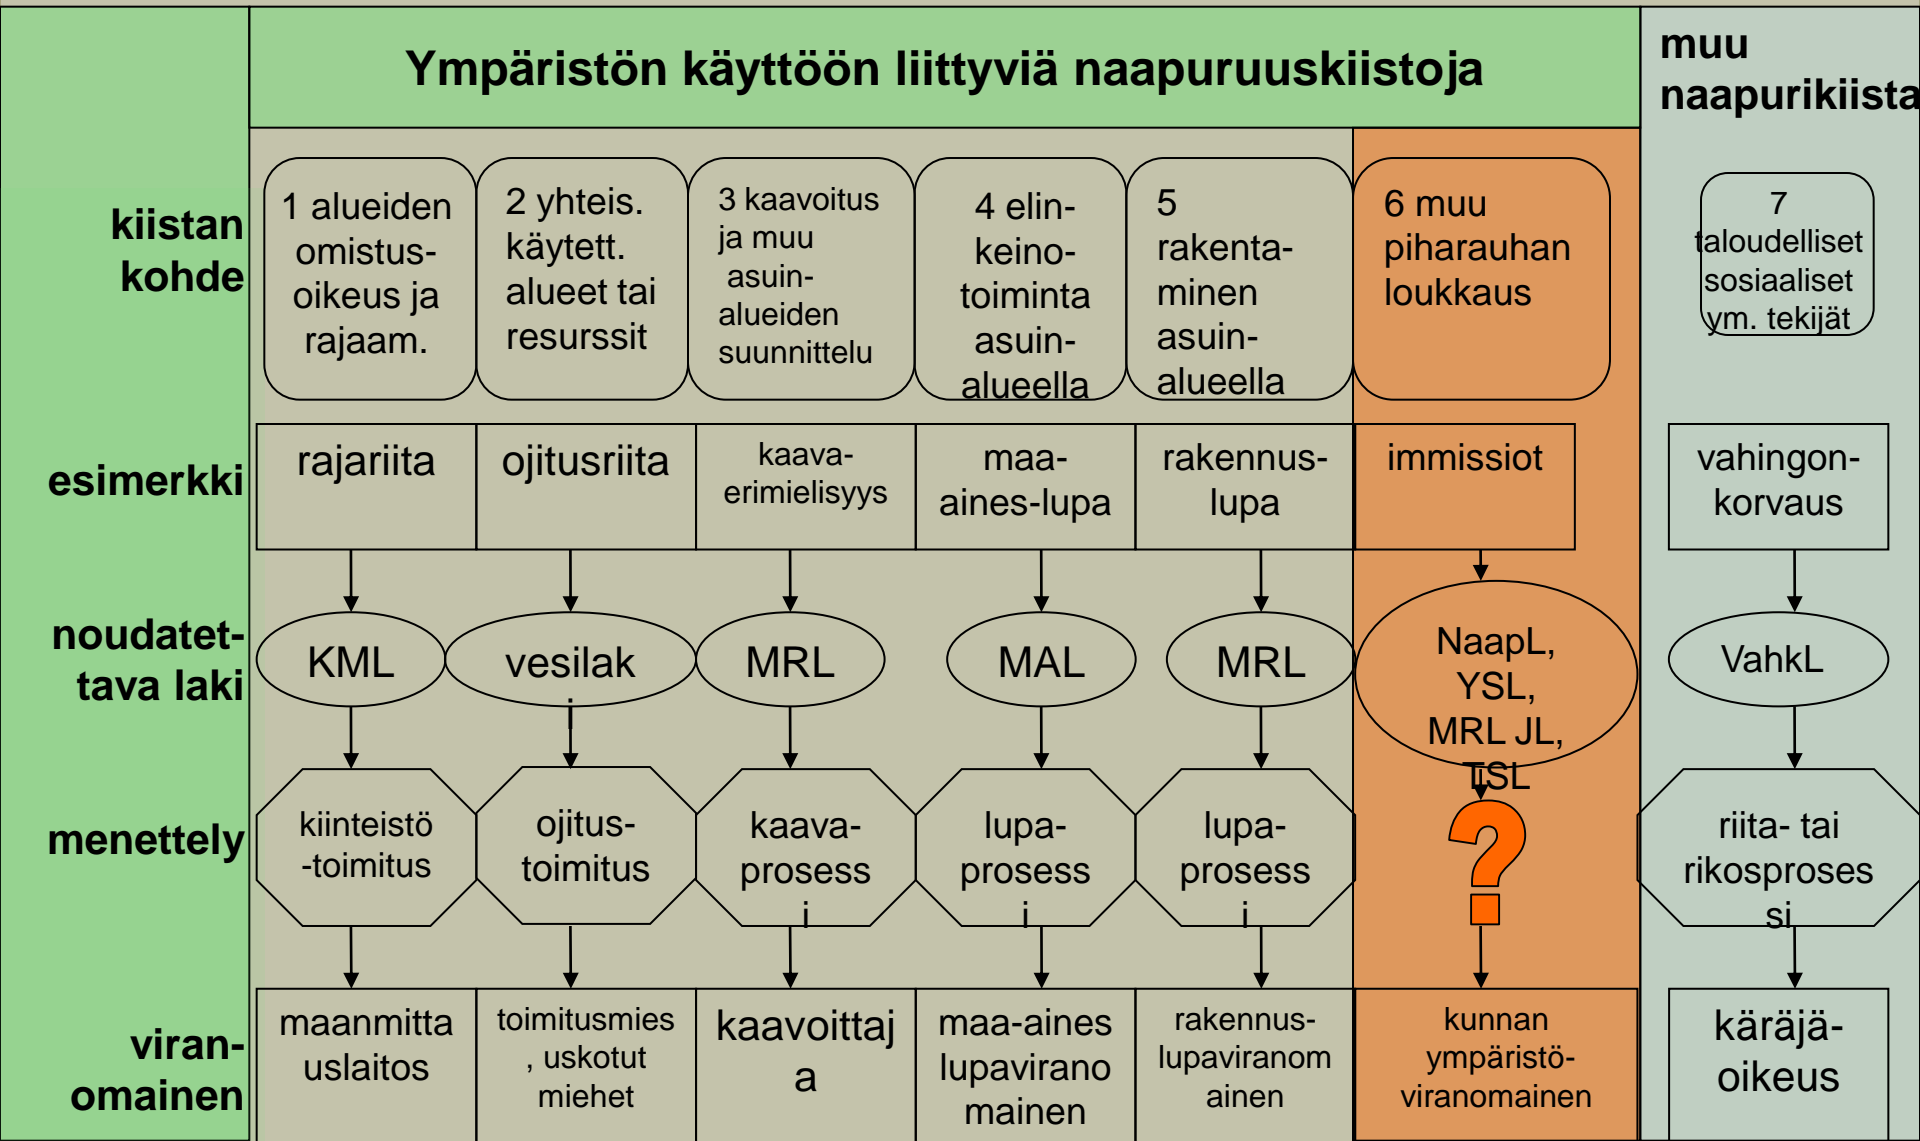 Ympäristön käyttöön liittyviä naapuruuskiistoja
muu
naapurikiista
kiistan
kohde
1 alueiden
omistus-
oikeus ja
rajaam.
2 yhteis.
käytett.
alueet tai
resurssit
3 kaavoitus
ja muu
asuin-
alueiden
suunnittelu
4 elin-
keino-
toiminta
asuin-
alueella
5
rakenta-
minen
asuin-
alueella
6 muu
piharauhan
loukkaus
7
taloudelliset
sosiaaliset
ym. tekijät
esimerkki
rajariita
ojitusriita
kaava-
erimielisyys
maa-
aines-lupa
rakennus-
lupa
immissiot
vahingon-
korvaus
noudatet-
tava laki
KML
vesilak
i
MRL
MAL
MRL
NaapL,
YSL,
MRL JL,
TSL
VahkL
menettely
kiinteistö
-toimitus
ojitus-
toimitus
kaava-
prosess
i
lupa-
prosess
i
lupa-
prosess
i
?
riita- tai
rikosproses
si
viran-
omainen
maanmitta
uslaitos
toimitusmies
, uskotut
miehet
kaavoittaj
a
maa-aines
lupavirano
mainen
rakennus-
lupaviranom
ainen
kunnan
ympäristö-
viranomainen
käräjä-
oikeus